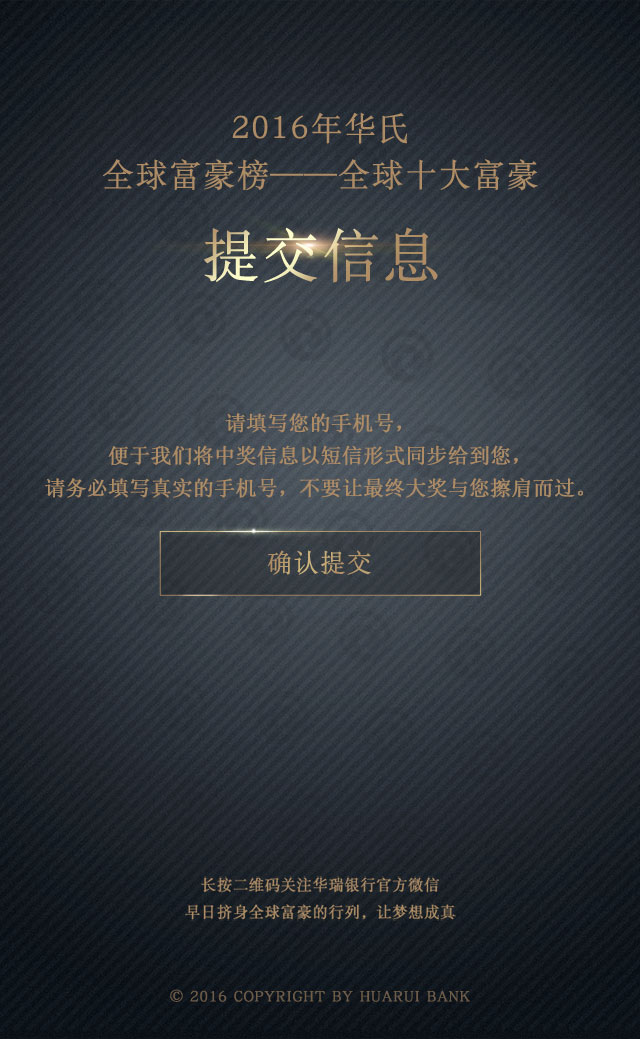 2016年华氏
全球富豪榜——全球十大富豪
提交信息
请填写您的手机号，
便于我们将中奖信息以短信形式同步给到您，
请务必填写真实的手机号，不要让最终大奖与您擦肩而过。
确认提交
长按二维码关注华瑞银行官方微信
早日挤身全球富豪的行列，让梦想成真
© 2016 COPYRIGHT BY HUARUI BANK